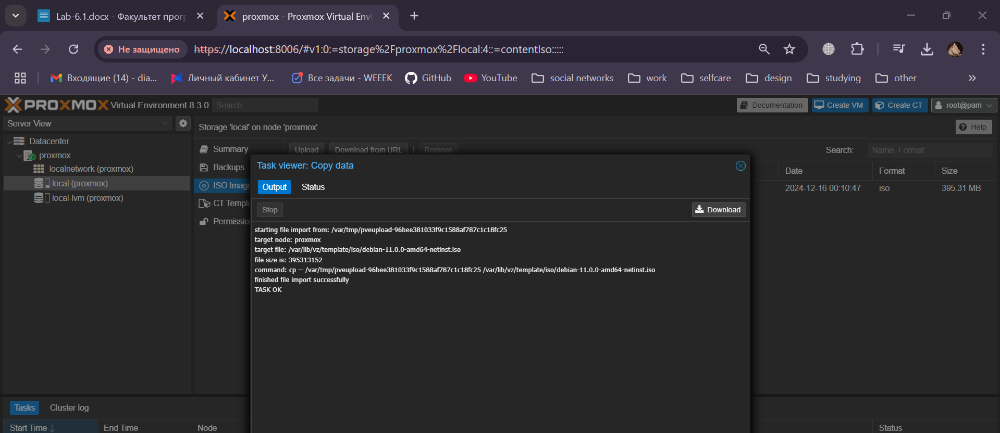 Lab-6.1.docx - Факультет прогр
proxmox - Proxmox Virtual Envi
Не защищено
https://localhost:8006/#v1:0:=storage%2Fproxmox%2Flocal:4::=contentIso:::::
Входящие (14) - dia...
Личный кабинет У...
Все задачи - WEEEK
GitHub
YouTube
social networks
work
selfcare
design
studying
other
PROXMOX Virtual Environment 8.3.0
Search
Documentation
Create VM
Create CT
root@pam
Server View
Storage 'local' on node 'proxmox'
Help
Datacenter
proxmox
localnetwork (proxmox)
local (proxmox)
local-lvm (proxmox)
Summary
Backups
ISO Image
CT Templa
Permissio
Upload
Download from URL
Remove
Search:
Name, Format
Date
Format
Size
2024-12-16 00:10:47
iso
395.31 MB
Task viewer: Copy data
Output
Status
Stop
Download
starting file import from: /var/tmp/pveupload-96bee381033f9c1588af787c1c18fc25
target node: proxmox
target file: /var/lib/vz/template/iso/debian-11.0.0-amd64-netinst.iso
file size is: 395313152
command: cp -- /var/tmp/pveupload-96bee381033f9c1588af787c1c18fc25 /var/lib/vz/template/iso/debian-11.0.0-amd64-netinst.iso
finished file import successfully
TASK OK
Tasks
Cluster log
Start Time
End Time
Node
Status